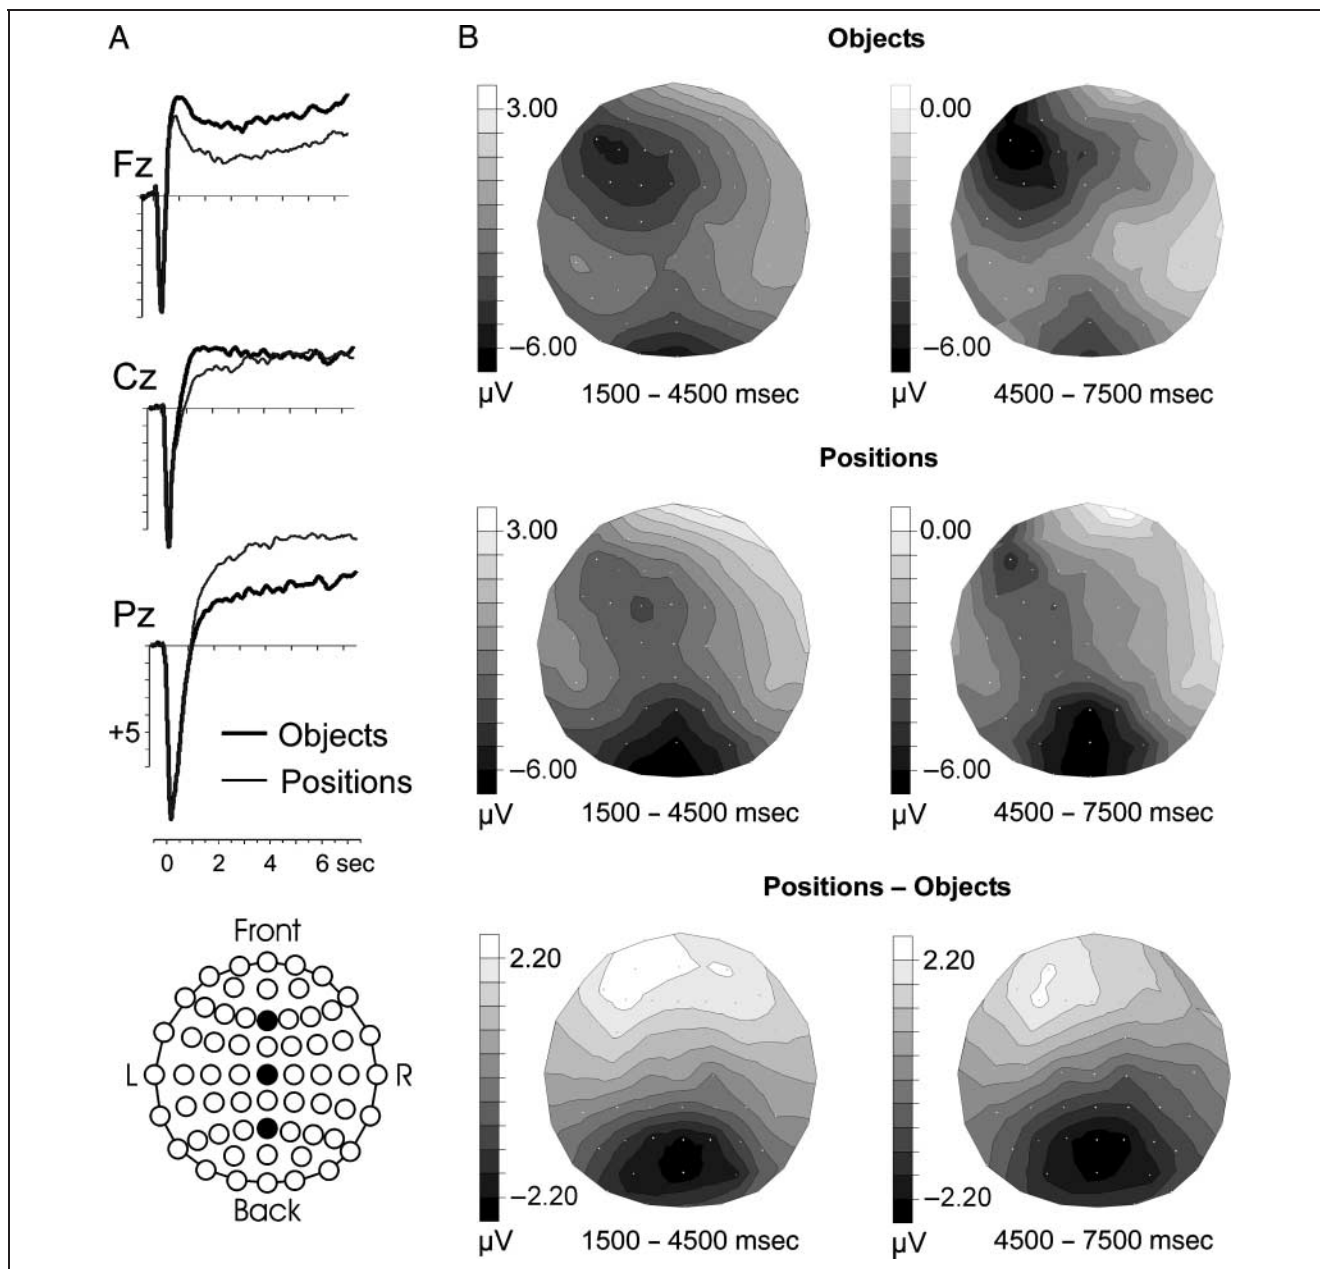 A
B
Objects
Fz
Cz
Pz
+5
Objects
Positions
0 2 4 6 sec
Front
L R
Back
3.00
–6.00
µV
1500 – 4500 msec
0.00
–6.00
µV
4500 – 7500 msec
Positions
3.00
–6.00
µV
1500 – 4500 msec
0.00
–6.00
µV
4500 – 7500 msec
Positions – Objects
2.20
–2.20
µV
1500 – 4500 msec
2.20
–2.20
µV
4500 – 7500 msec